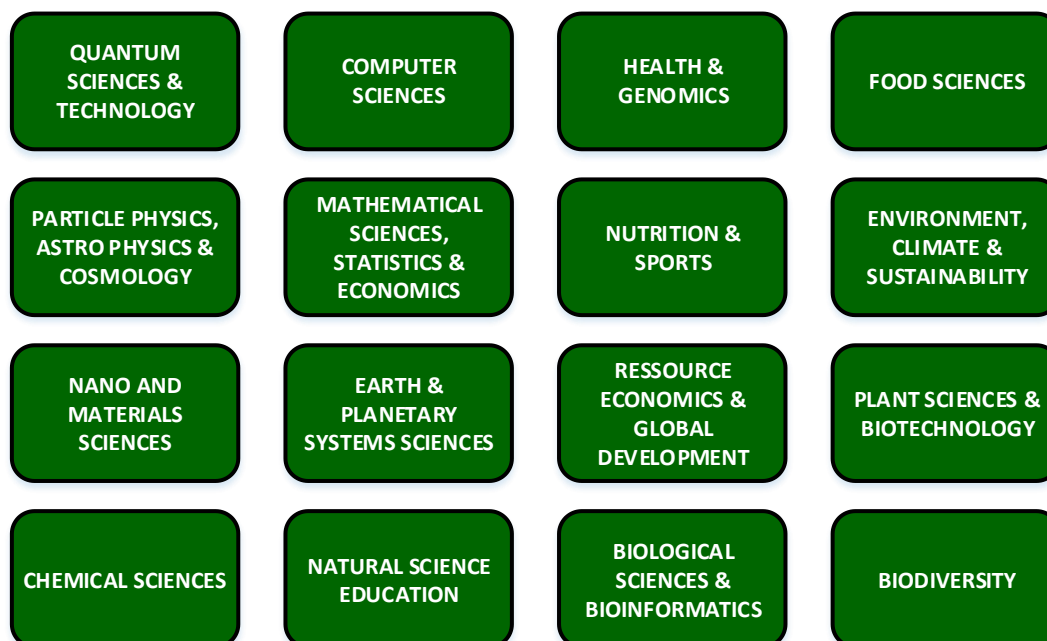 QUANTUM
SCIENCES &
TECHNOLOGY
COMPUTER
SCIENCES
HEALTH &
GENOMICS
FOOD SCIENCES
PARTICLE PHYSICS,
ASTRO PHYSICS &
COSMOLOGY
MATHEMATICAL
SCIENCES,
STATISTICS &
ECONOMICS
NUTRITION &
SPORTS
ENVIRONMENT,
CLIMATE &
SUSTAINABILITY
NANO AND
MATERIALS
SCIENCES
EARTH &
PLANETARY
SYSTEMS SCIENCES
RESSOURCE
ECONOMICS &
GLOBAL
DEVELOPMENT
PLANT SCIENCES &
BIOTECHNOLOGY
CHEMICAL SCIENCES
NATURAL SCIENCE
EDUCATION
BIOLOGICAL
SCIENCES &
BIOINFORMATICS
BIODIVERSITY